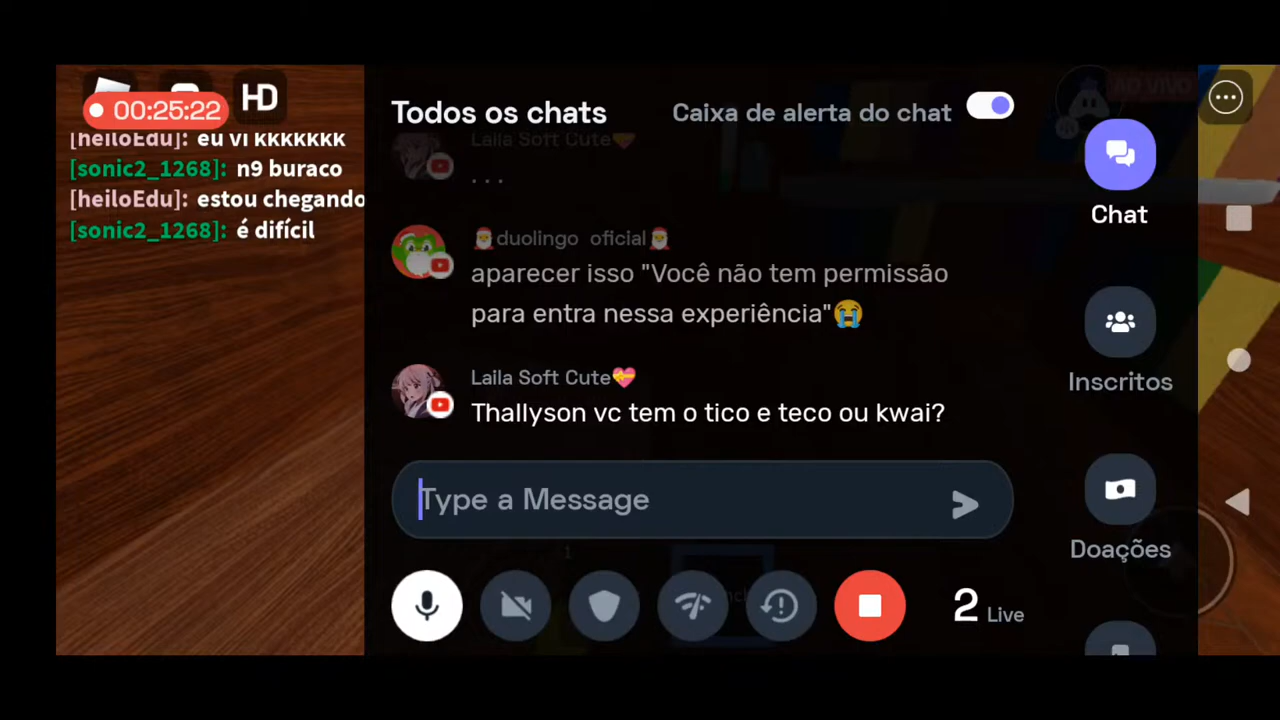 HD
00:25:22
[heiloEdu]: eu vi kkkkkkk
[sonic2_1268]: n9 buraco
[heiloEdu]: estou chegando
[sonic2_1268]: é difícil
Todos os chats
Caixa de alerta do chat
Laila Soft Cute💝
...
🎅duolingo oficial🎅
aparecer isso "Você não tem permissão
para entra nessa experiência"😭
Laila Soft Cute💝
Thallyson vc tem o tico e teco ou kwai?
Type a Message
2 Live
AO VIVO
Chat
Inscritos
Doações